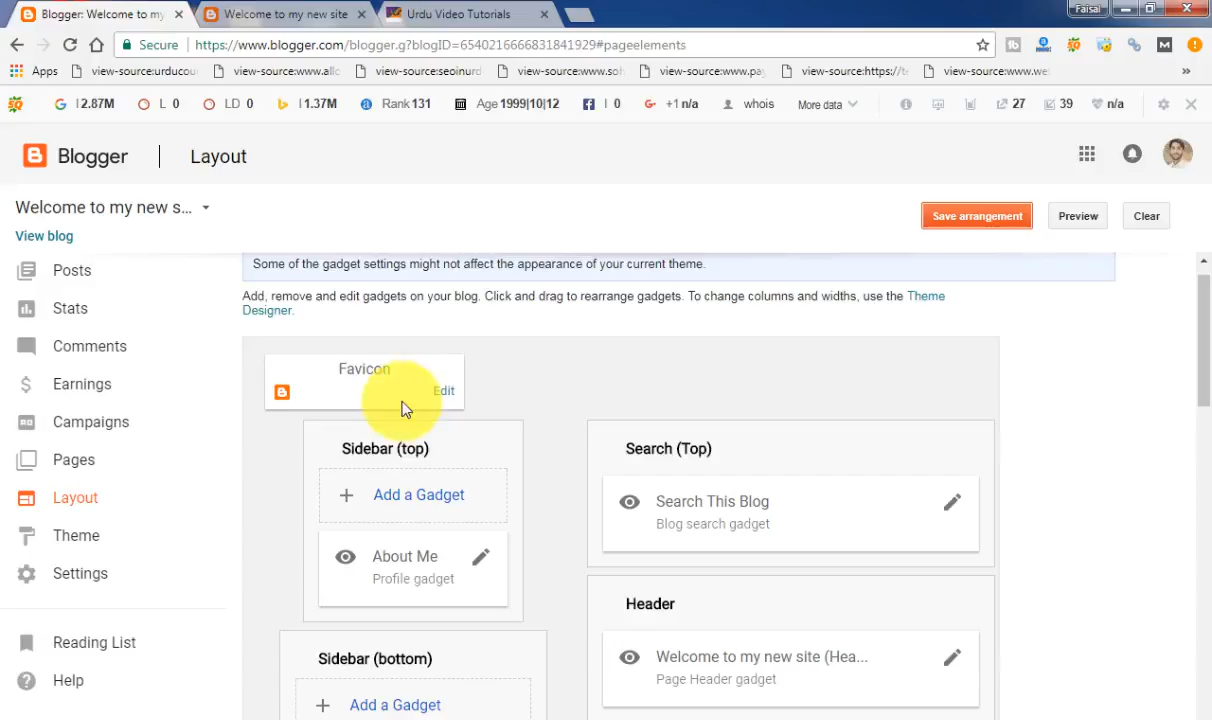 Blogger: Welcome to my
Welcome to my new site
Urdu Video Tutorials
Faisal
Secure
https://www.blogger.com/blogger.g?blogID=6540216666831841929#pageelements
Apps
view-source:urducou
view-source:www.allc
view-source:seoinurd
view-source:www.soh
view-source:www.pay
view-source:https://te
view-source:www.we
»
SQ
I 2.87M
L 0
LD 0
I 1.37M
Rank 131
Age 1999|10|12
I 0
+1 n/a
whois
More data
27
39
n/a
Blogger
Layout
Welcome to my new s...
View blog
Save arrangement
Preview
Clear
Posts
Stats
Comments
Earnings
Campaigns
Pages
Layout
Theme
Settings
Reading List
Help
Some of the gadget settings might not affect the appearance of your current theme.
Add, remove and edit gadgets on your blog. Click and drag to rearrange gadgets. To change columns and widths, use the Theme
Designer.
Favicon
Edit
Sidebar (top)
Add a Gadget
About Me
Profile gadget
Sidebar (bottom)
Add a Gadget
Search (Top)
Search This Blog
Blog search gadget
Header
Welcome to my new site (Hea...
Page Header gadget